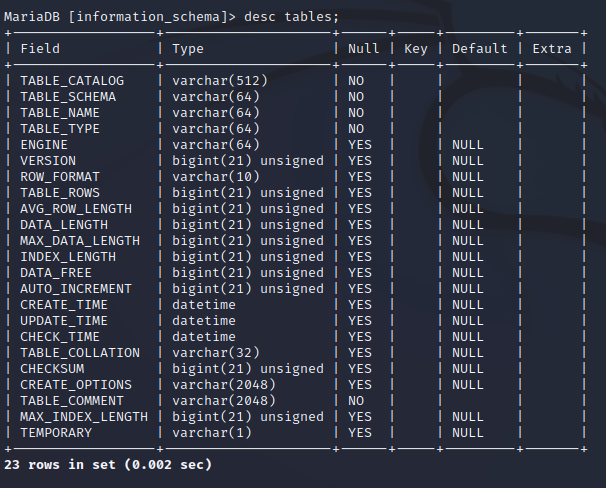 MariaDB [information_schema]> desc tables;
+------------------+---------------------+------+-----+---------+-------+
| Field            | Type                | Null | Key | Default | Extra |
+------------------+---------------------+------+-----+---------+-------+
| TABLE_CATALOG    | varchar(512)        | NO   |     |         |       |
| TABLE_SCHEMA     | varchar(64)         | NO   |     |         |       |
| TABLE_NAME       | varchar(64)         | NO   |     |         |       |
| TABLE_TYPE       | varchar(64)         | NO   |     |         |       |
| ENGINE           | varchar(64)         | YES  |     | NULL    |       |
| VERSION          | bigint(21) unsigned | YES  |     | NULL    |       |
| ROW_FORMAT       | varchar(10)         | YES  |     | NULL    |       |
| TABLE_ROWS       | bigint(21) unsigned | YES  |     | NULL    |       |
| AVG_ROW_LENGTH   | bigint(21) unsigned | YES  |     | NULL    |       |
| DATA_LENGTH      | bigint(21) unsigned | YES  |     | NULL    |       |
| MAX_DATA_LENGTH  | bigint(21) unsigned | YES  |     | NULL    |       |
| INDEX_LENGTH     | bigint(21) unsigned | YES  |     | NULL    |       |
| DATA_FREE        | bigint(21) unsigned | YES  |     | NULL    |       |
| AUTO_INCREMENT   | bigint(21) unsigned | YES  |     | NULL    |       |
| CREATE_TIME      | datetime            | YES  |     | NULL    |       |
| UPDATE_TIME      | datetime            | YES  |     | NULL    |       |
| CHECK_TIME       | datetime            | YES  |     | NULL    |       |
| TABLE_COLLATION  | varchar(32)         | YES  |     | NULL    |       |
| CHECKSUM         | bigint(21) unsigned | YES  |     | NULL    |       |
| CREATE_OPTIONS   | varchar(2048)       | YES  |     | NULL    |       |
| TABLE_COMMENT    | varchar(2048)       | NO   |     |         |       |
| MAX_INDEX_LENGTH | bigint(21) unsigned | YES  |     | NULL    |       |
| TEMPORARY        | varchar(1)          | YES  |     | NULL    |       |
+------------------+---------------------+------+-----+---------+-------+
23 rows in set (0.002 sec)